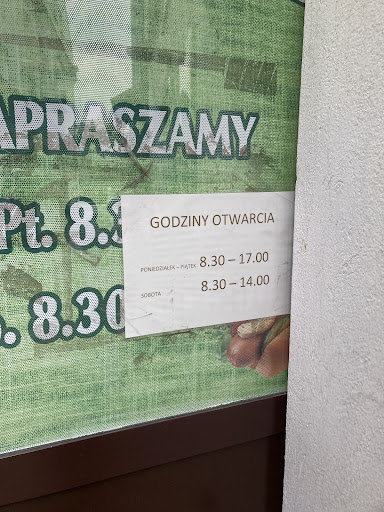 APRASZAMY
Pt. 8.3
. 8.30
GODZINY OTWARCIA
PONIEDZIAŁEK – PIĄTEK 8.30 – 17.00
SOBOTA 8.30 – 14.00